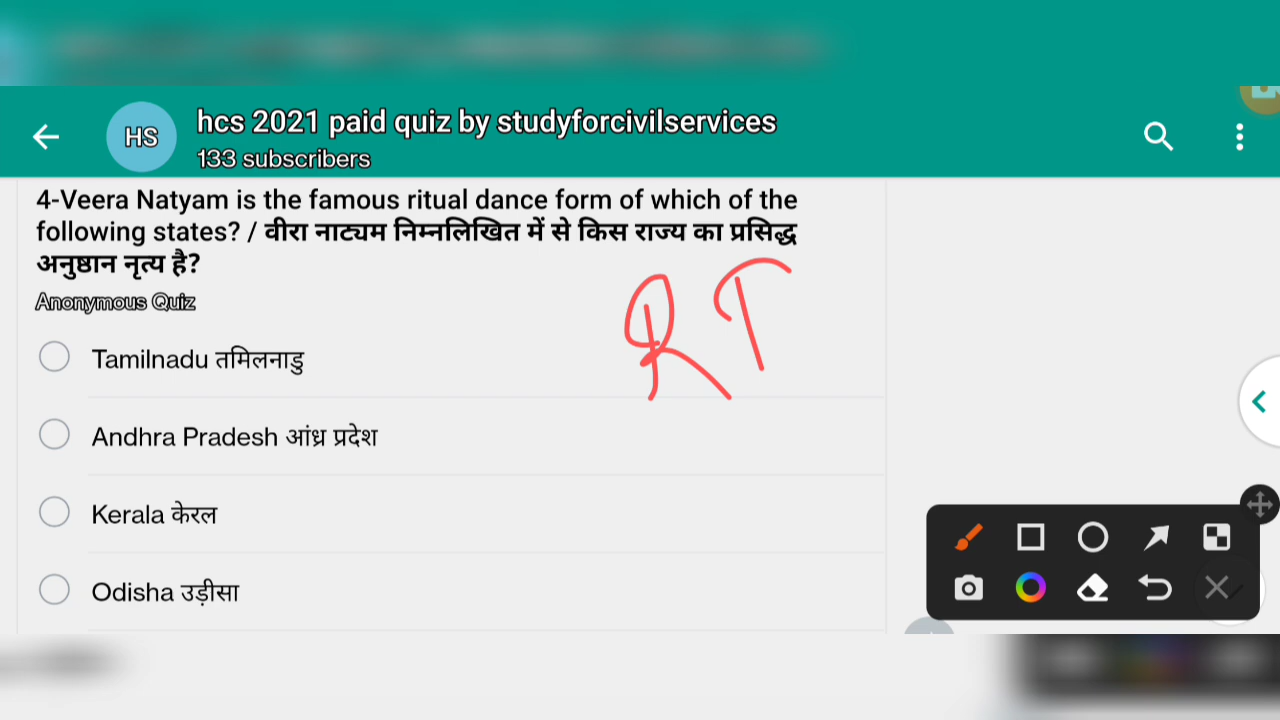 HS
hcs 2021 paid quiz by studyforcivilservices
133 subscribers
4-Veera Natyam is the famous ritual dance form of which of the
following states? / वीरा नाट्यम निम्नलिखित में से किस राज्य का प्रसिद्ध
अनुष्ठान नृत्य है?
Anonymous Quiz
RT
Tamilnadu तमिलनाडु
Andhra Pradesh आंध्र प्रदेश
Kerala केरल
Odisha उड़ीसा